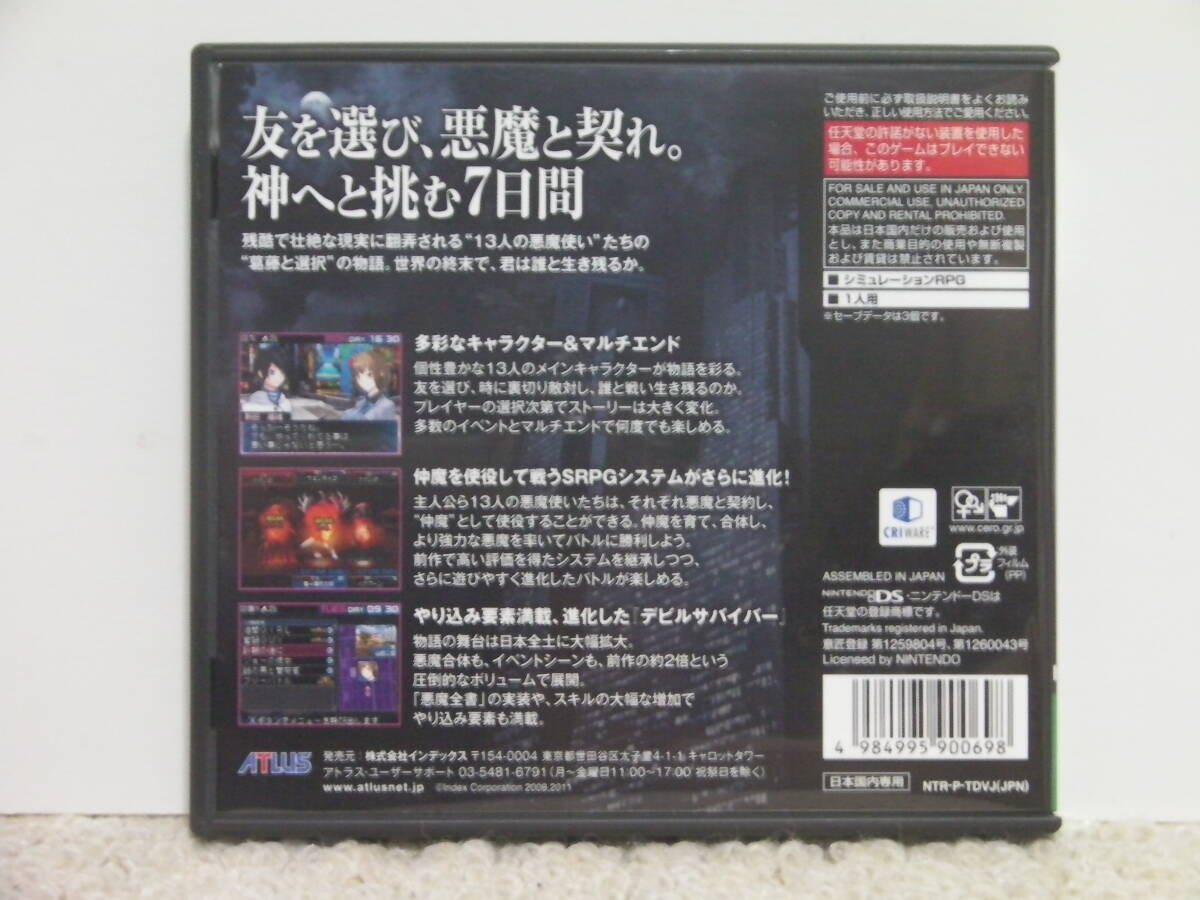 友を選び、悪魔と契れ。
神へと挑む7日間
残酷で壮絶な現実に翻弄される“13人の悪魔使い”たちの
“葛藤と選択”の物語。世界の終末で、君は誰と生き残るか。
多彩なキャラクター＆マルチエンド
個性豊かな13人のメインキャラクターが物語を彩る。
友を選び、時に裏切り敵対し、誰と戦い生き残るのか。
プレイヤーの選択次第でストーリーは大きく変化。
多数のイベントとマルチエンドで何度でも楽しめる。
16:30
仲魔を使役して戦うSRPGシステムがさらに進化！
主人公ら13人の悪魔使いたちは、それぞれ悪魔と契約し、
“仲魔”として使役することができる。仲魔を育て、合体し、
より強力な悪魔を率いてバトルに勝利しよう。
前作で高い評価を得たシステムを継承しつつ、
さらに遊びやすく進化したバトルが楽しめる。
やり込み要素満載、進化した『デビルサバイバー』
物語の舞台は日本全土に大幅拡大。
悪魔合体も、イベントシーンも、前作の約2倍という
圧倒的なボリュームで展開。
「悪魔全書」の実装や、スキルの大幅な増加で
やり込み要素も満載。
09:30
ATLUS
発売元：株式会社インデックス 〒154-0004 東京都世田谷区太子堂4-1-1 キャロットタワー
アトラス・ユーザーサポート 03-5481-6791（月～金曜日11:00～17:00 祝祭日を除く）
www.atlusnet.jp ©Index Corporation 2008,2011
ご使用前に必ず取扱説明書をよくお読み
いただき、正しい使用方法でご愛用ください。
任天堂の許諾がない装置を使用した
場合、このゲームはプレイできない
可能性があります。
FOR SALE AND USE IN JAPAN ONLY.
COMMERCIAL USE, UNAUTHORIZED
COPY AND RENTAL PROHIBITED.
本品は日本国内だけの販売および使用
とし、また商業目的の使用や無断複製
および賃貸は禁止されています。
■ シミュレーションRPG
■ 1人用
※セーブデータは3個です。
CRIWARE
www.cero.gr.jp
プラ
外装
フィルム
(PP)
ASSEMBLED IN JAPAN
NINTENDO DS・ニンテンドーDSは
任天堂の登録商標です。
Trademarks registered in Japan.
意匠登録 第1259804号、第1260043号
Licensed by NINTENDO
4 984995 900698
日本国内専用
NTR-P-TDVJ(JPN)